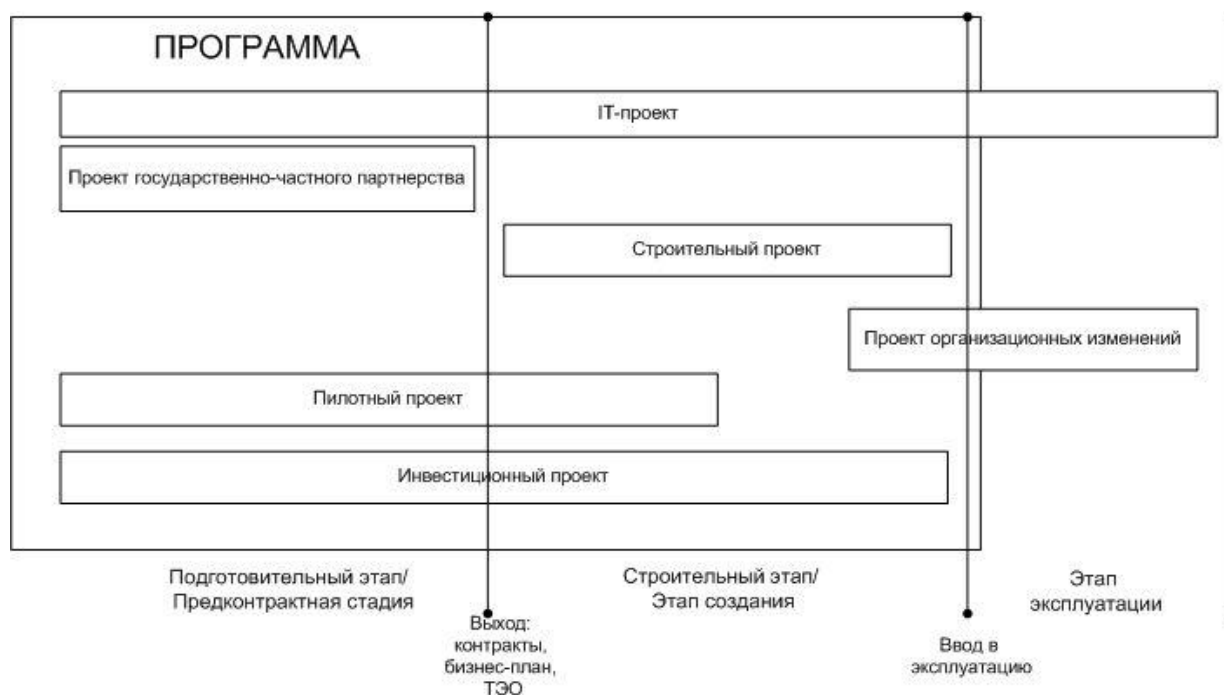 ПРОГРАММА
IT-проект
Проект государственно-частного партнерства
Строительный проект
Проект организационных изменений
Пилотный проект
Инвестиционный проект
Подготовительный этап/
Предконтрактная стадия
Строительный этап/
Этап создания
Этап
эксплуатации
Выход:
контракты,
бизнес-план,
ТЭО
Ввод в
эксплуатацию